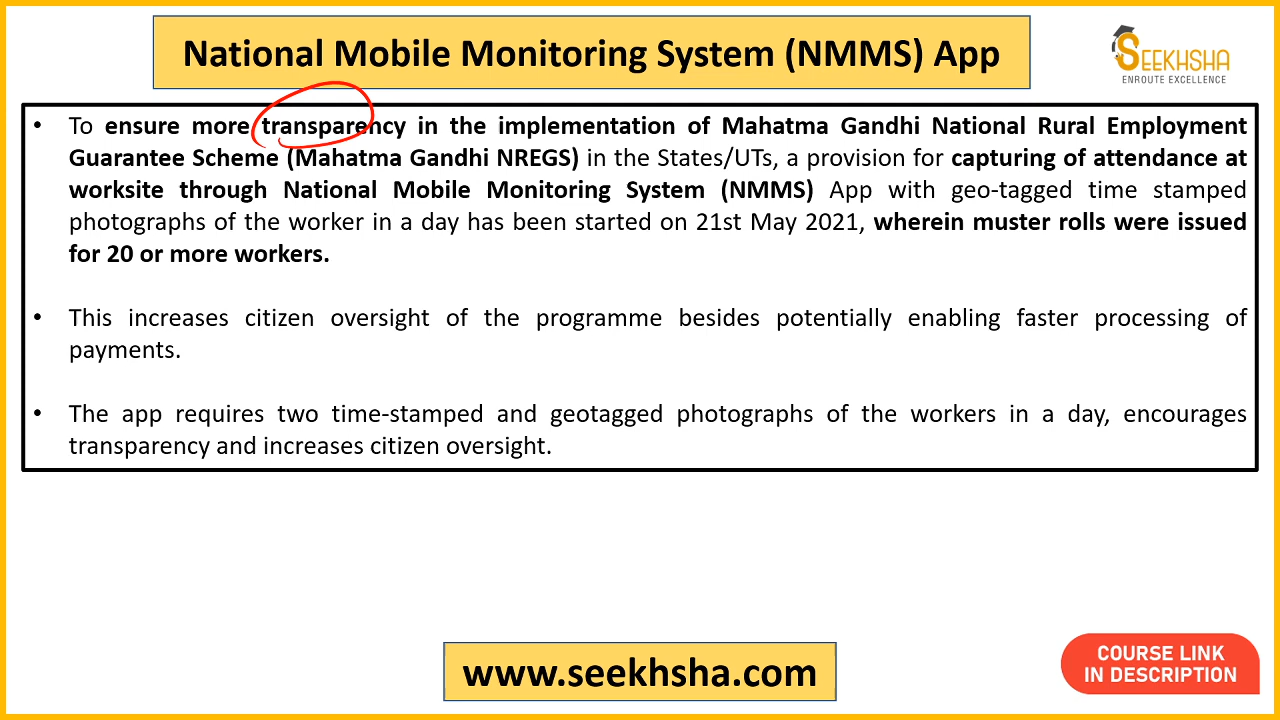 National Mobile Monitoring System (NMMS) App
SEEKHSHA
ENROUTE EXCELLENCE
• To ensure more transparency in the implementation of Mahatma Gandhi National Rural Employment
Guarantee Scheme (Mahatma Gandhi NREGS) in the States/UTs, a provision for capturing of attendance at
worksite through National Mobile Monitoring System (NMMS) App with geo-tagged time stamped
photographs of the worker in a day has been started on 21st May 2021, wherein muster rolls were issued
for 20 or more workers.
• This increases citizen oversight of the programme besides potentially enabling faster processing of
payments.
• The app requires two time-stamped and geotagged photographs of the workers in a day, encourages
transparency and increases citizen oversight.
www.seekhsha.com
COURSE LINK
IN DESCRIPTION